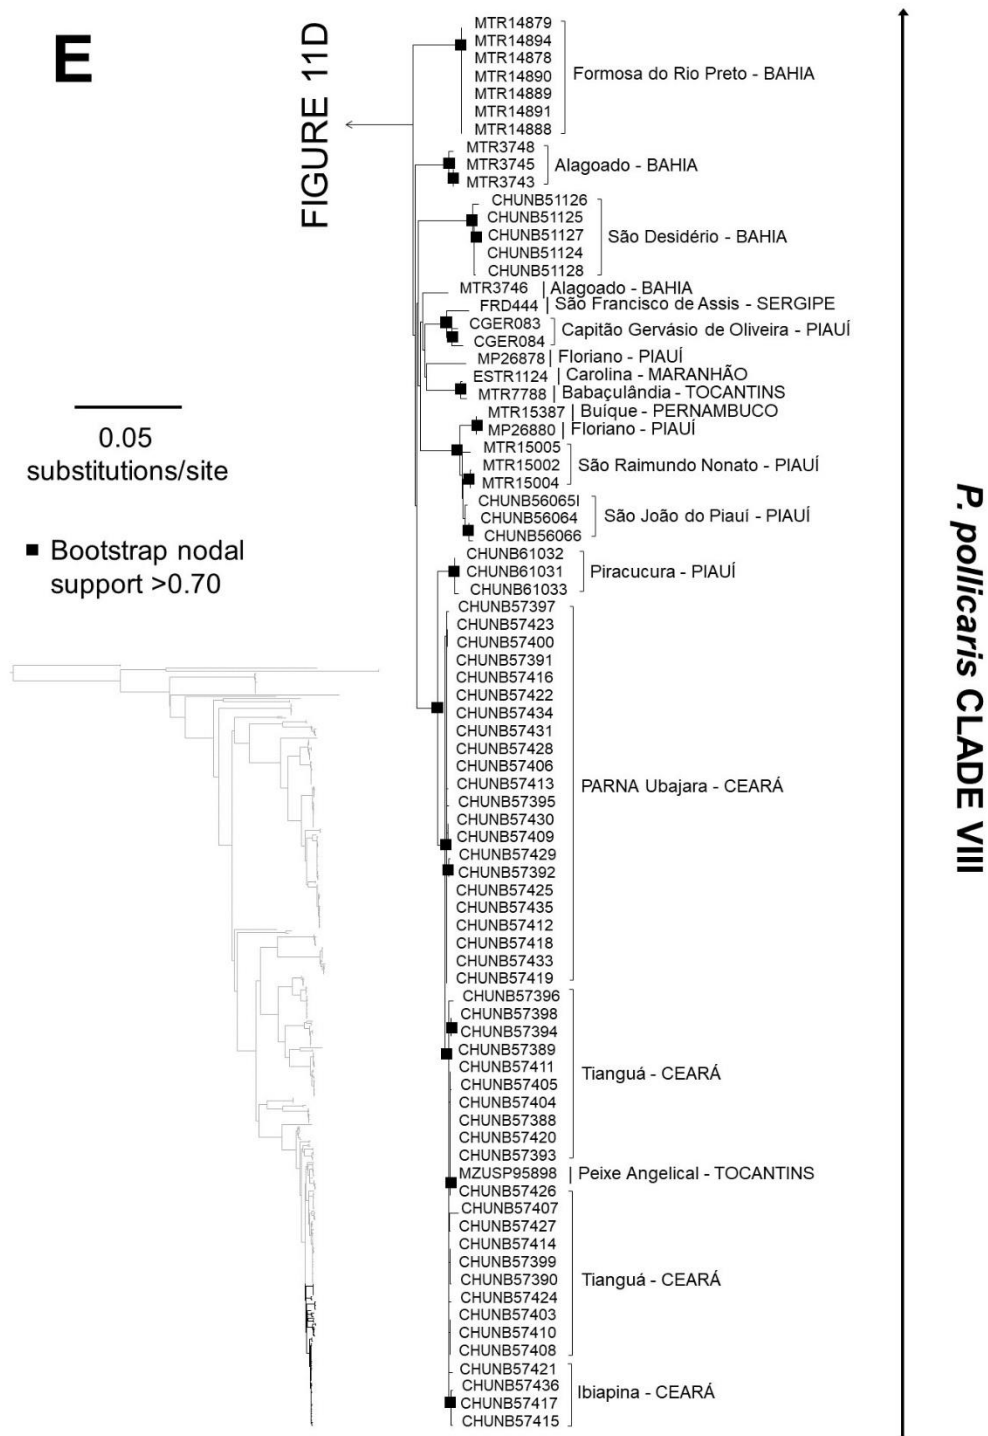 E
FIGURE 11D
MTR14879
MTR14894
MTR14878
MTR14890
MTR14889
MTR14891
MTR14888
Formosa do Rio Preto - BAHIA
MTR3748
MTR3745
MTR3743
Alagoado - BAHIA
CHUNB51126
CHUNB51125
CHUNB51127
CHUNB51124
CHUNB51128
São Desidério - BAHIA
MTR3746 | Alagoado - BAHIA
FRD444 | São Francisco de Assis - SERGIPE
CGER083
CGER084
Capitão Gervásio de Oliveira - PIAUÍ
MP26878 | Floriano - PIAUÍ
ESTR1124 | Carolina - MARANHÃO
MTR7788 | Babaçulândia - TOCANTINS
MTR15387 | Buíque - PERNAMBUCO
MP26880 | Floriano - PIAUÍ
MTR15005
MTR15002
MTR15004
São Raimundo Nonato - PIAUÍ
CHUNB56065I
CHUNB56064
CHUNB56066
São João do Piauí - PIAUÍ
CHUNB61032
CHUNB61031
CHUNB61033
Piracucura - PIAUÍ
CHUNB57397
CHUNB57423
CHUNB57400
CHUNB57391
CHUNB57416
CHUNB57422
CHUNB57434
CHUNB57431
CHUNB57428
CHUNB57406
CHUNB57413
CHUNB57395
CHUNB57430
CHUNB57409
CHUNB57429
CHUNB57392
CHUNB57425
CHUNB57435
CHUNB57412
CHUNB57418
CHUNB57433
CHUNB57419
PARNA Ubajara - CEARÁ
CHUNB57396
CHUNB57398
CHUNB57394
CHUNB57389
CHUNB57411
CHUNB57405
CHUNB57404
CHUNB57388
CHUNB57420
CHUNB57393
Tianguá - CEARÁ
MZUSP95898 | Peixe Angelical - TOCANTINS
CHUNB57426
CHUNB57407
CHUNB57427
CHUNB57414
CHUNB57399
CHUNB57390
CHUNB57424
CHUNB57403
CHUNB57410
CHUNB57408
Tianguá - CEARÁ
CHUNB57421
CHUNB57436
CHUNB57417
CHUNB57415
Ibiapina - CEARÁ
0.05
substitutions/site
Bootstrap nodal
support >0.70
P. pollicaris CLADE VIII